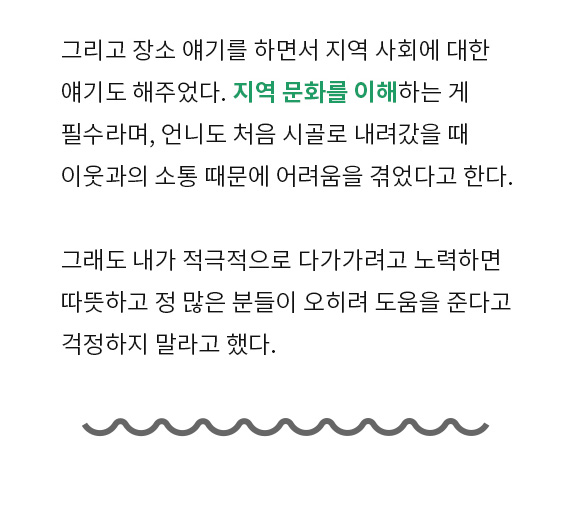 그리고 장소 얘기를 하면서 지역 사회에 대한
얘기도 해주었다. 지역 문화를 이해하는 게
필수라며, 언니도 처음 시골로 내려갔을 때
이웃과의 소통 때문에 어려움을 겪었다고 한다.
그래도 내가 적극적으로 다가가려고 노력하면
따뜻하고 정 많은 분들이 오히려 도움을 준다고
걱정하지 말라고 했다.